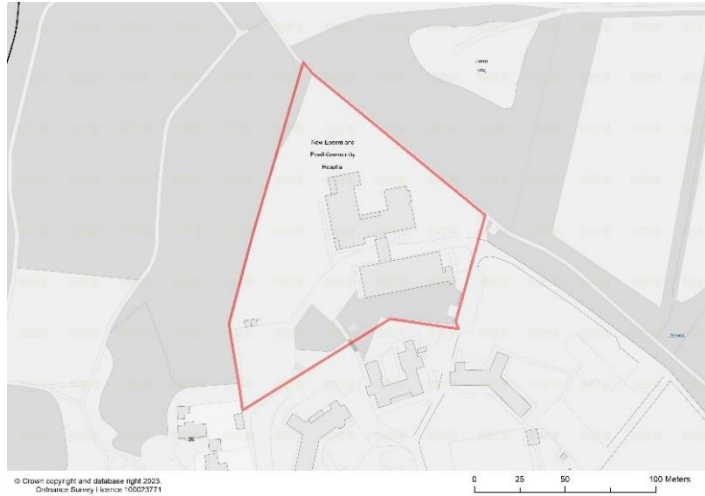 New Epsom and
Ewell Community
Hospital
© Crown copyright and database right 2023.
Ordnance Survey Licence 100023771
0 25 50 100 Meters